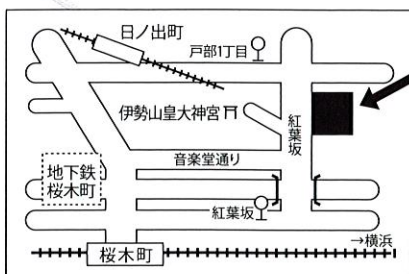 日ノ出町
戸部1丁目
伊勢山皇大神宮
紅葉坂
音楽堂通り
地下鉄
桜木町
紅葉坂
→横浜
桜木町